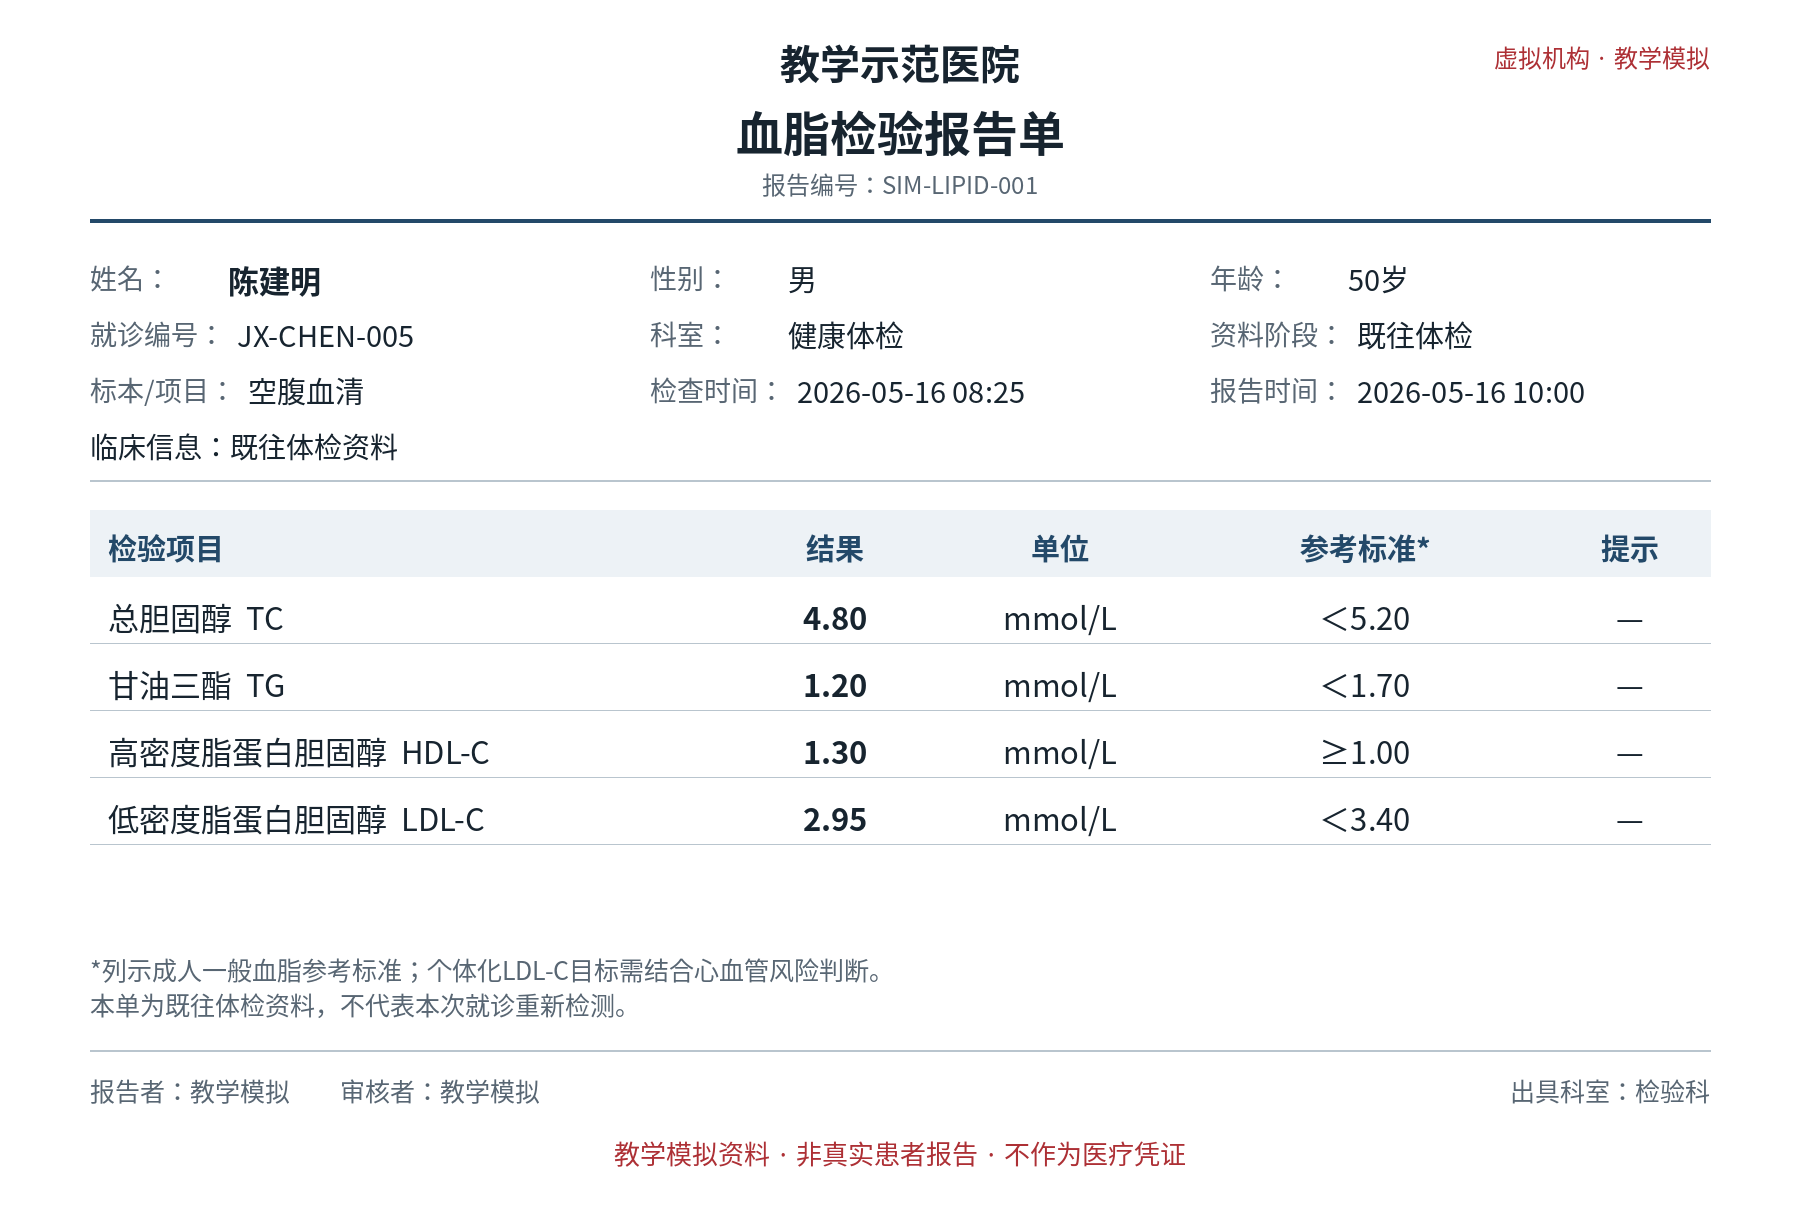 教学示范医院
虚拟机构 · 教学模拟
血脂检验报告单
报告编号：SIM-LIPID-001
姓名： 陈建明 性别： 男 年龄： 50岁
就诊编号： JX-CHEN-005 科室： 健康体检 资料阶段： 既往体检
标本/项目： 空腹血清 检查时间： 2026-05-16 08:25 报告时间： 2026-05-16 10:00
临床信息：既往体检资料
检验项目 结果 单位 参考标准* 提示
总胆固醇 TC 4.80 mmol/L ＜5.20 —
甘油三酯 TG 1.20 mmol/L ＜1.70 —
高密度脂蛋白胆固醇 HDL-C 1.30 mmol/L ≥1.00 —
低密度脂蛋白胆固醇 LDL-C 2.95 mmol/L ＜3.40 —
*列示成人一般血脂参考标准；个体化LDL-C目标需结合心血管风险判断。
本单为既往体检资料，不代表本次就诊重新检测。
报告者：教学模拟 审核者：教学模拟 出具科室：检验科
教学模拟资料 · 非真实患者报告 · 不作为医疗凭证